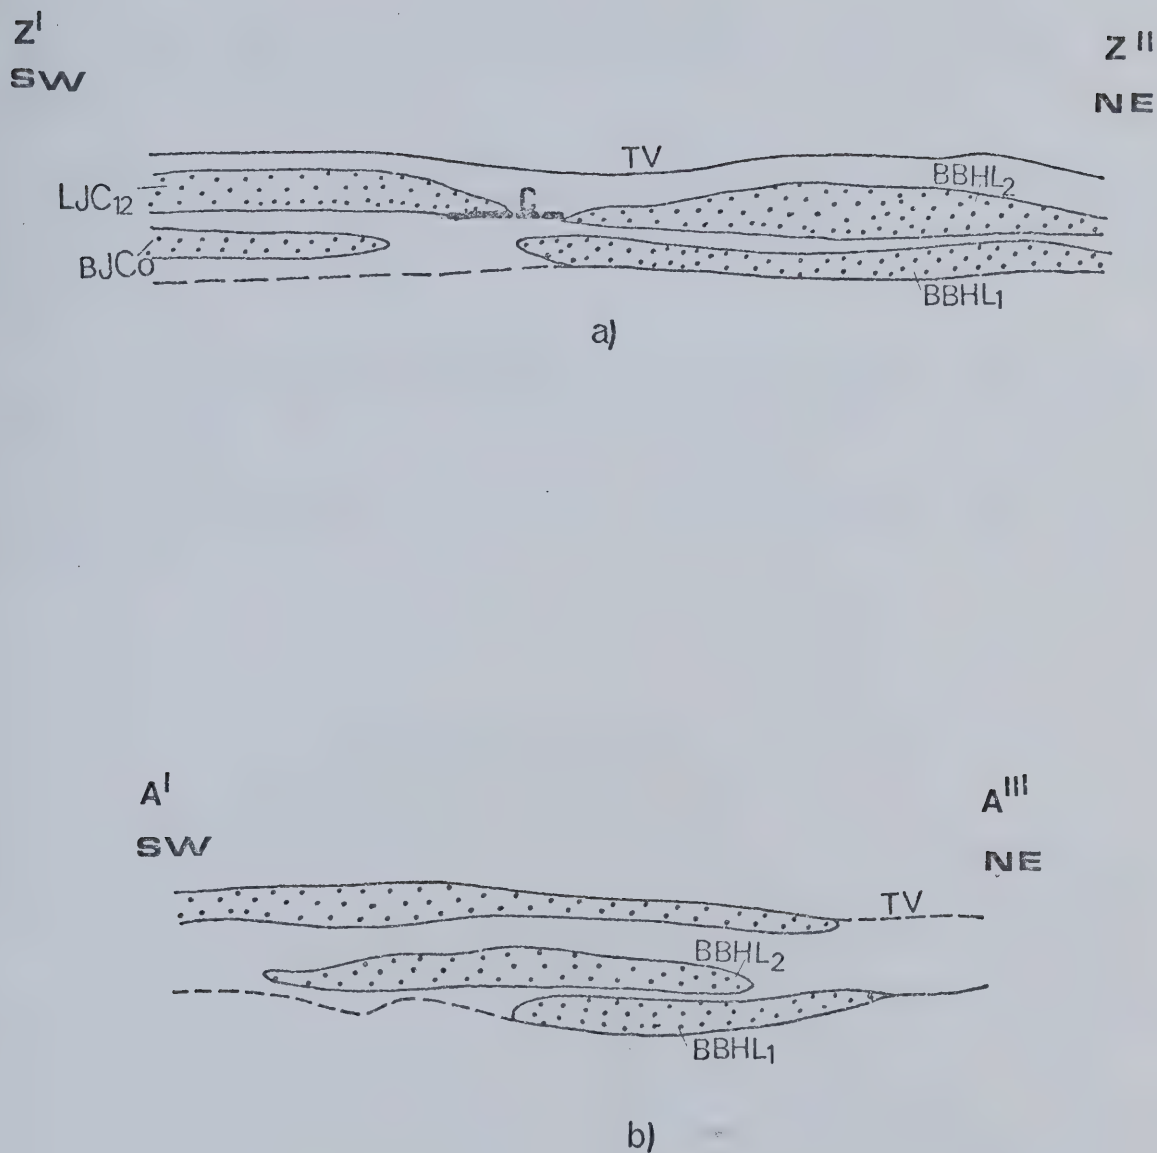 Z^I Z^II
SW NE
TV
BBHL₂
LJC₁₂
C
BJCo
BBHL₁
a)
A^I A^III
SW NE
TV
BBHL₂
BBHL₁
b)